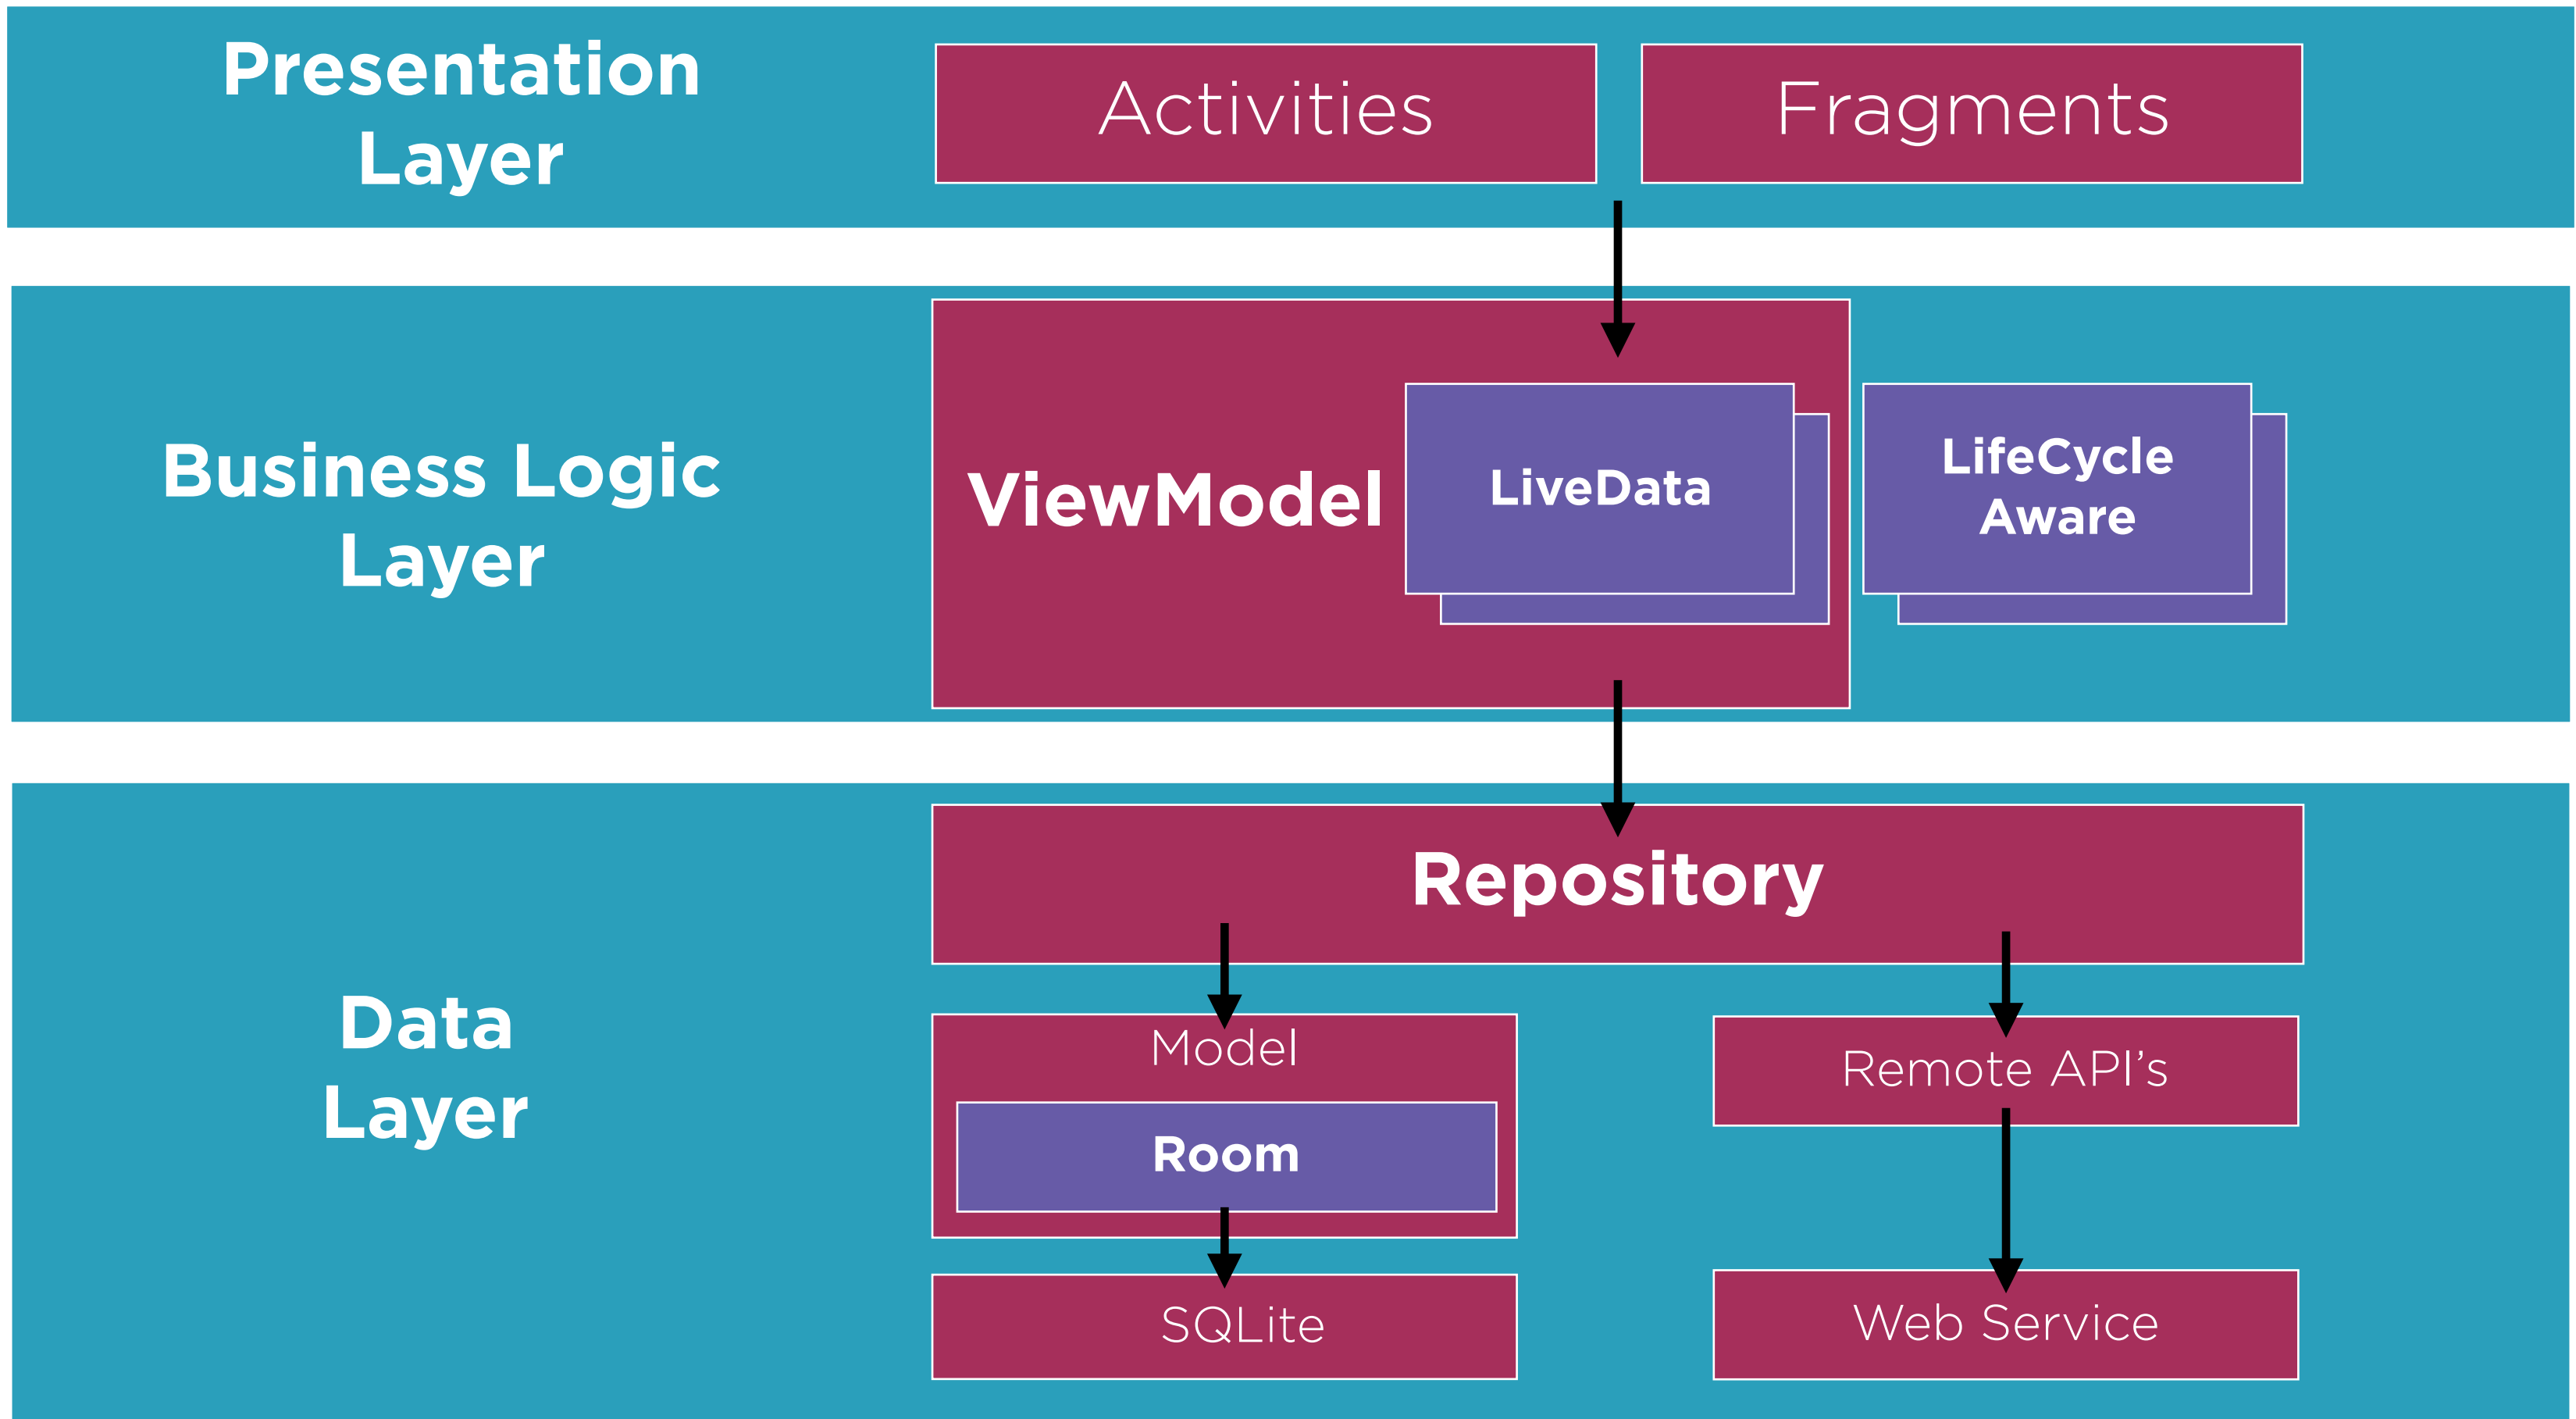 Presentation
Layer
Activities
Fragments
Business Logic
Layer
ViewModel
LiveData
LifeCycle
Aware
Data
Layer
Repository
Model
Room
SQLite
Remote API’s
Web Service